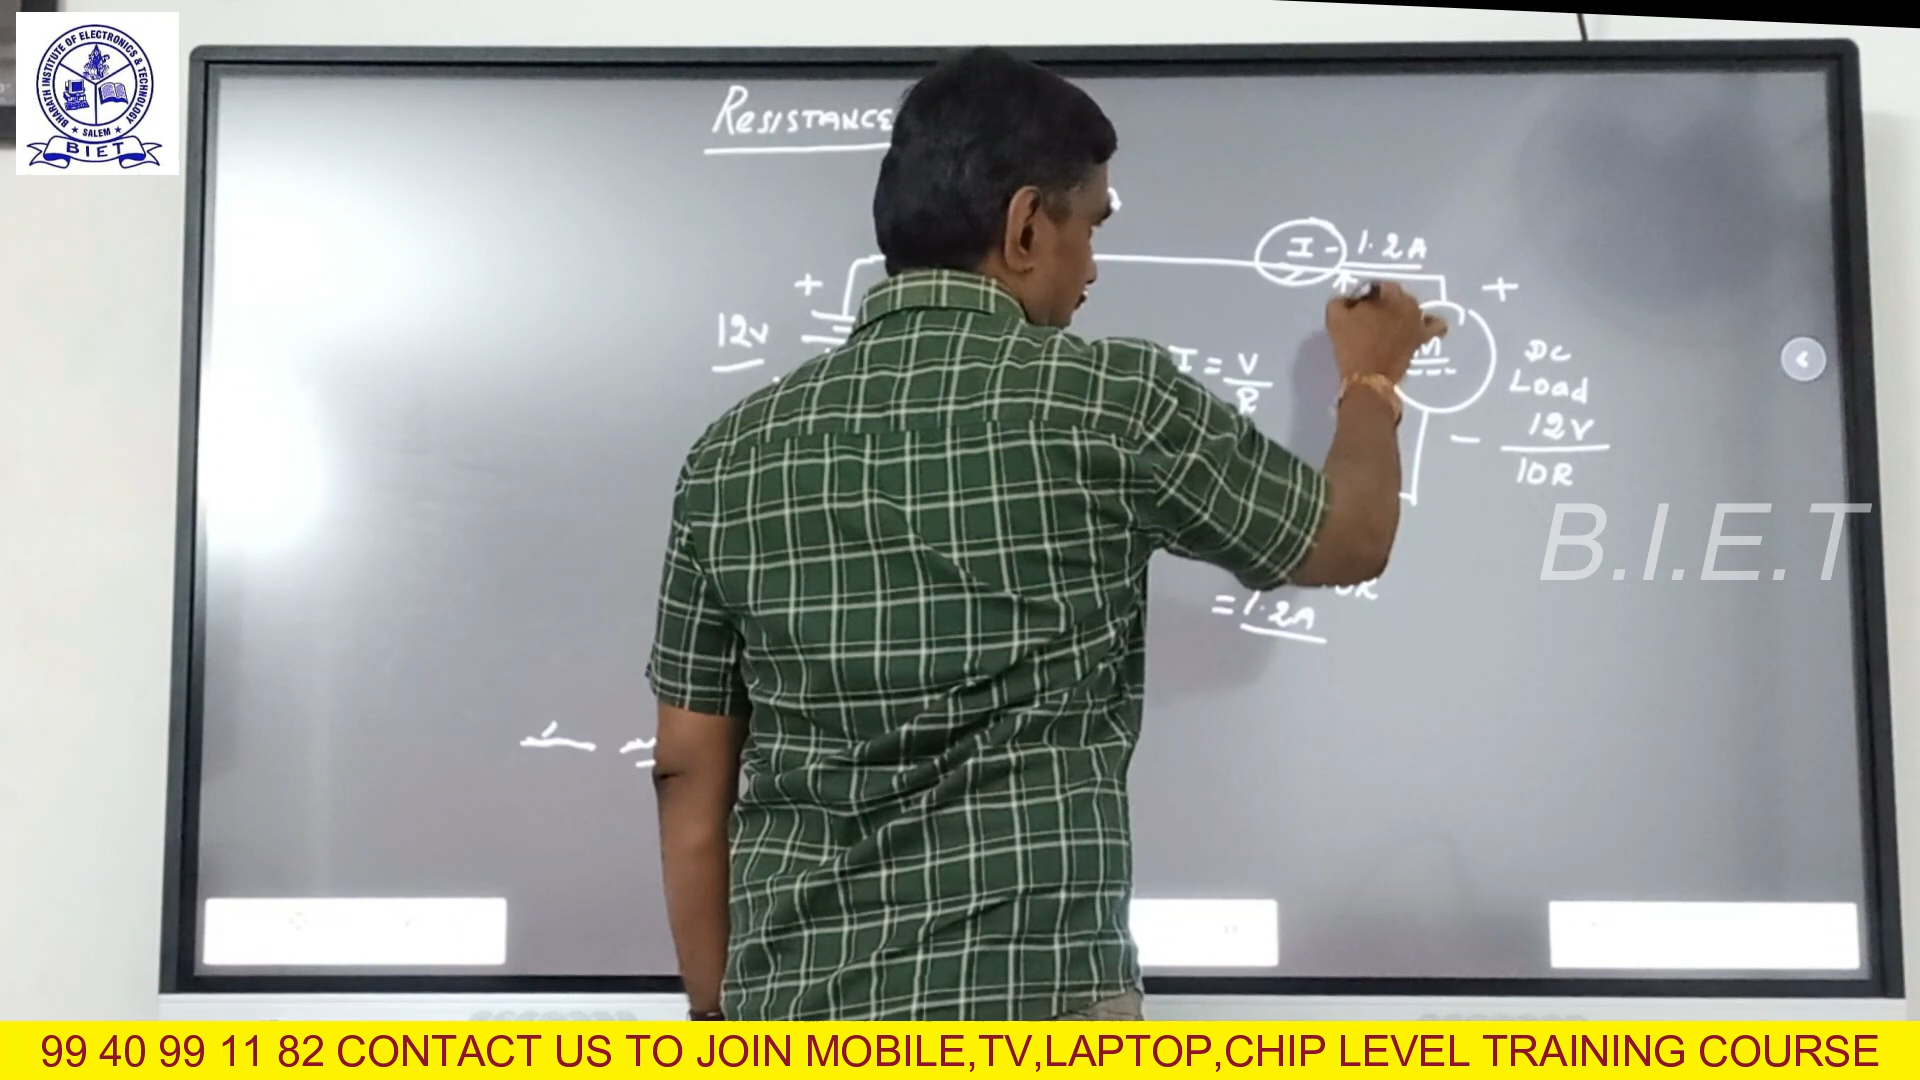 BHARATH INSTITUTE OF ELECTRONICS & TECHNOLOGY
★ SALEM ★
BIET
RESISTANCE
I - 1.2A
+
+
12V
I = V
R
M
DC
Load
-
12V
10R
B.I.E.T
= 1.2A
99 40 99 11 82 CONTACT US TO JOIN MOBILE,TV,LAPTOP,CHIP LEVEL TRAINING COURSE